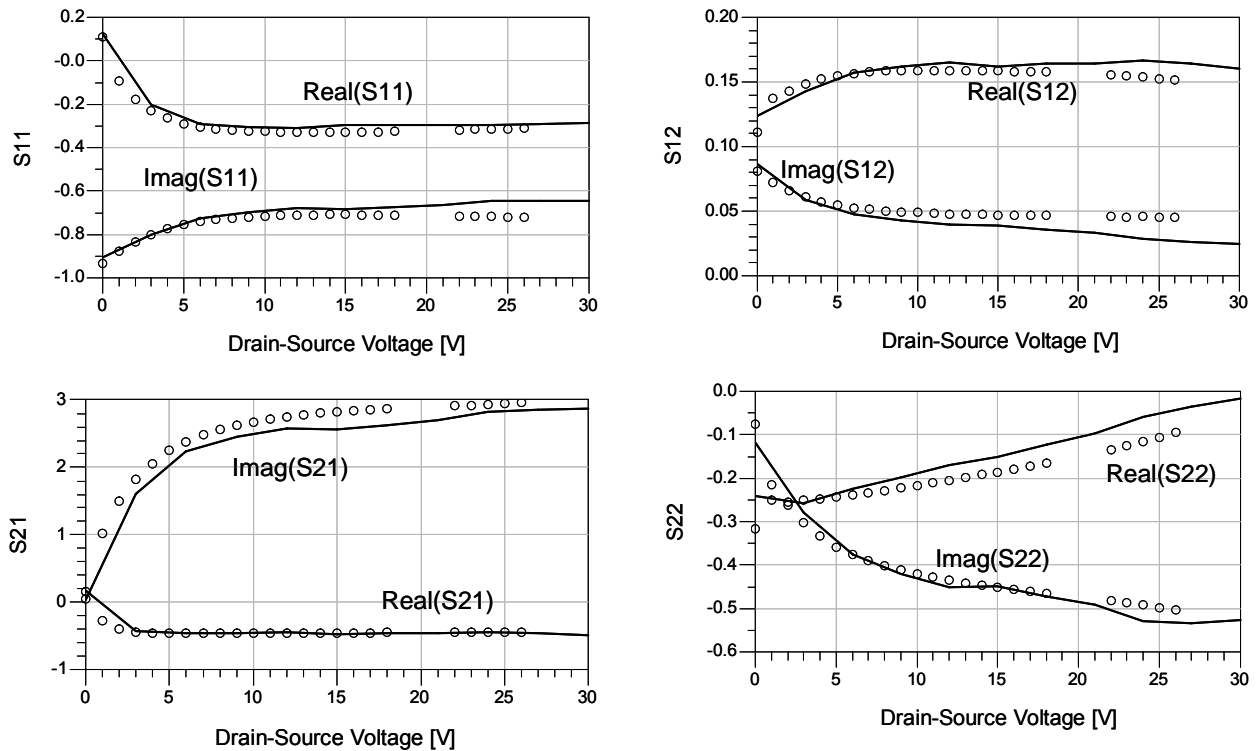 0.2
-0.0
-0.2
-0.4
-0.6
-0.8
-1.0
S11
Real(S11)
Imag(S11)
0 5 10 15 20 25 30
Drain-Source Voltage [V]
0.20
0.15
0.10
0.05
0.00
S12
Real(S12)
Imag(S12)
0 5 10 15 20 25 30
Drain-Source Voltage [V]
3
2
1
0
-1
S21
Imag(S21)
Real(S21)
0 5 10 15 20 25 30
Drain-Source Voltage [V]
0.0
-0.1
-0.2
-0.3
-0.4
-0.5
-0.6
S22
Real(S22)
Imag(S22)
0 5 10 15 20 25 30
Drain-Source Voltage [V]